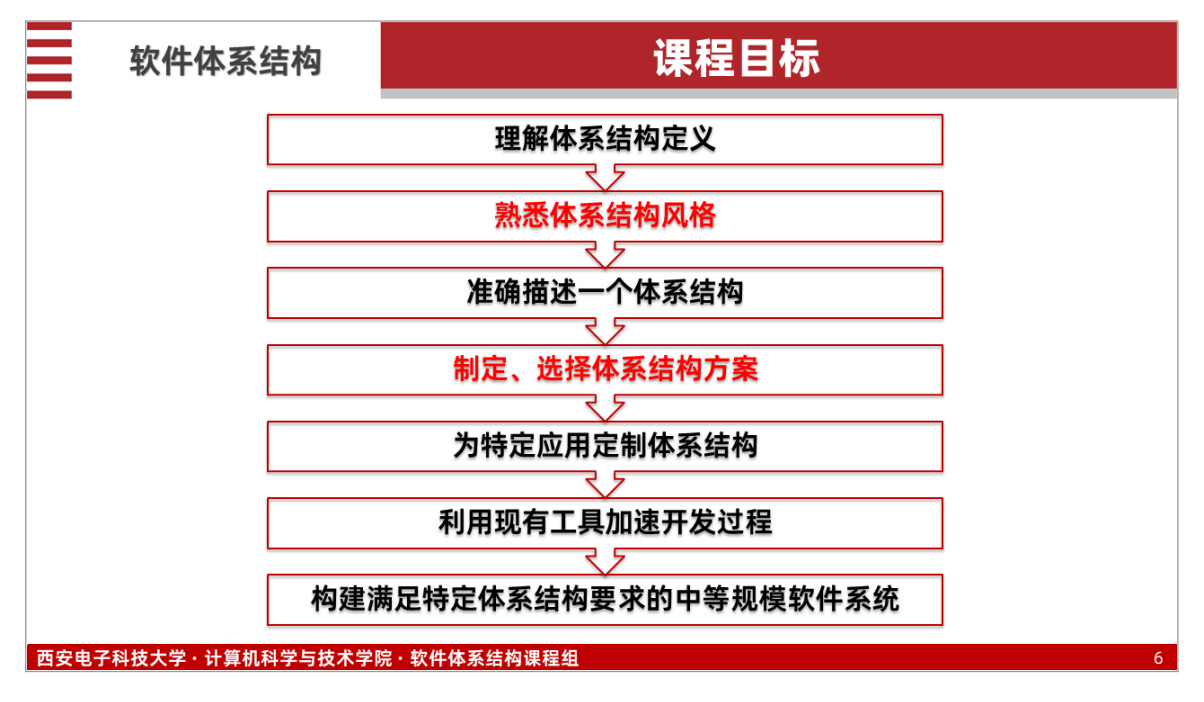 软件体系结构
课程目标
理解体系结构定义
熟悉体系结构风格
准确描述一个体系结构
制定、选择体系结构方案
为特定应用定制体系结构
利用现有工具加速开发过程
构建满足特定体系结构要求的中等规模软件系统
西安电子科技大学·计算机科学与技术学院·软件体系结构课程组
6